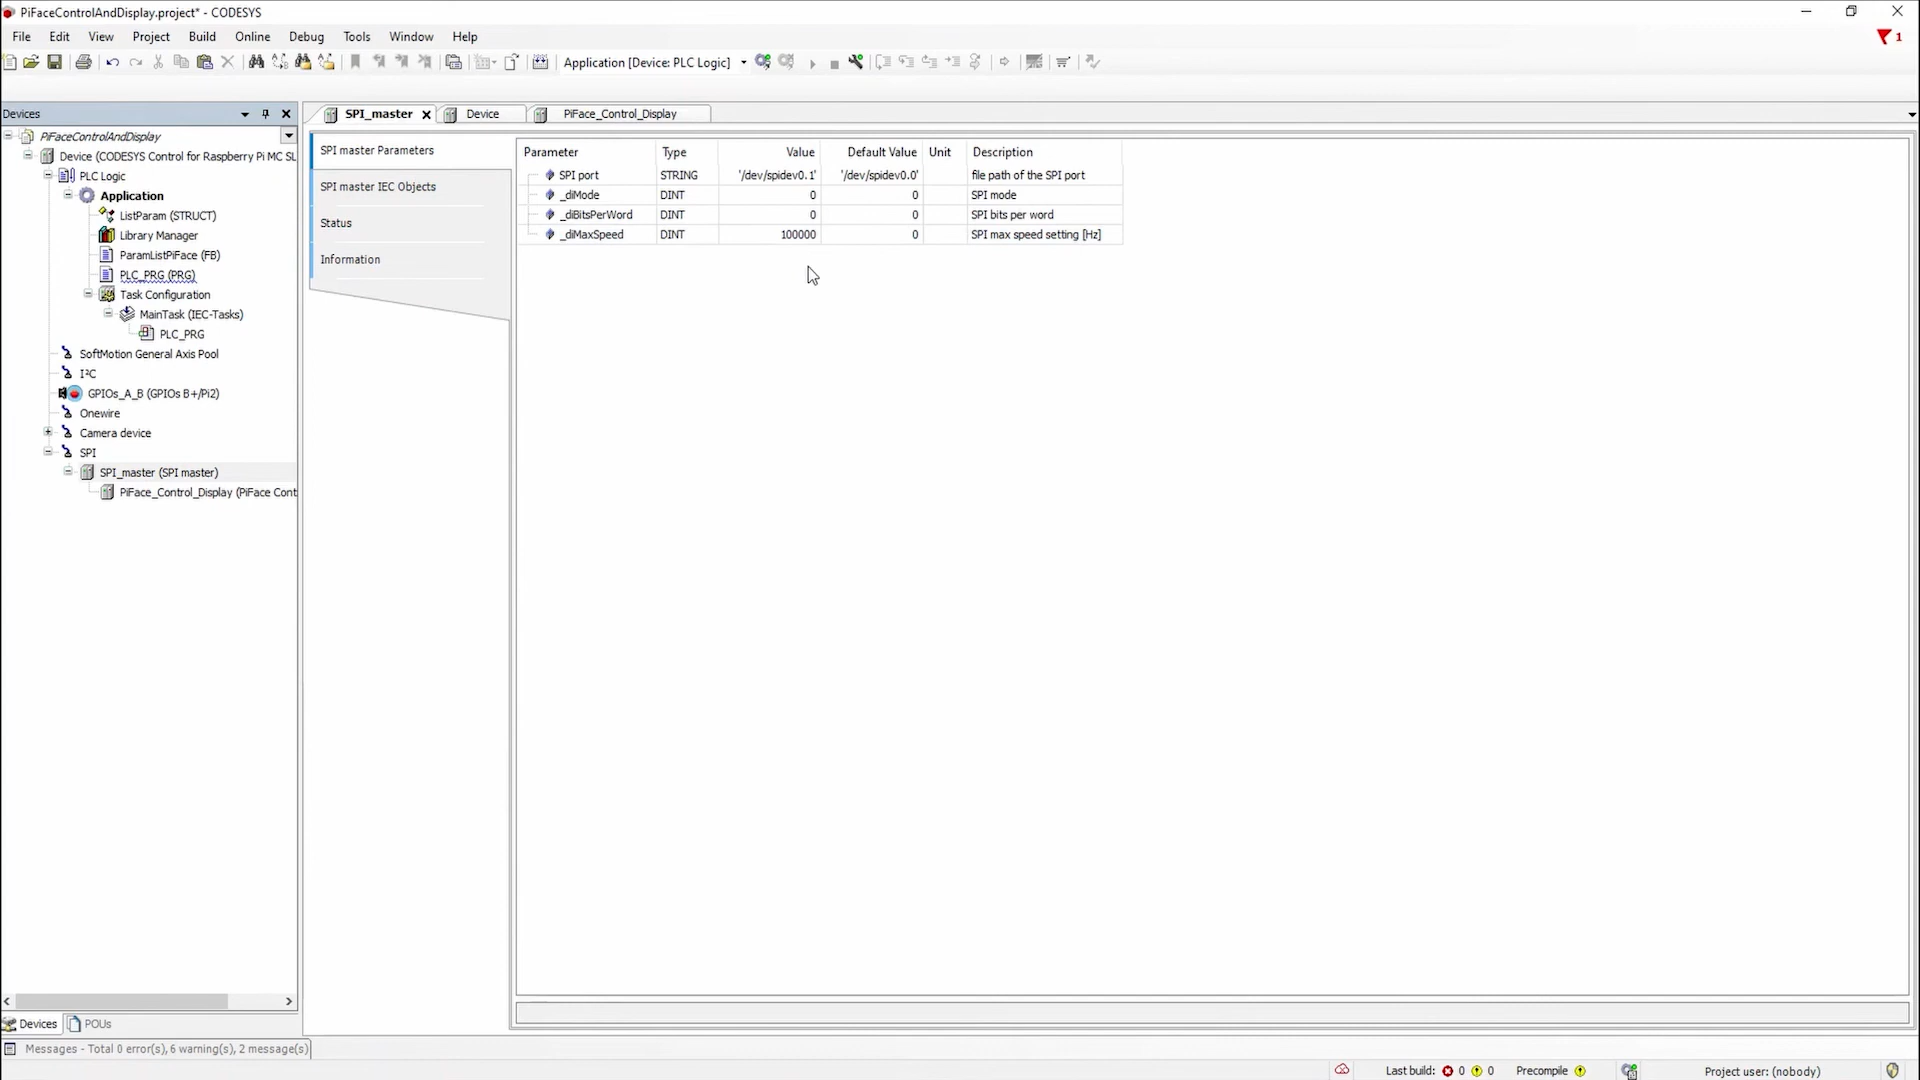 PiFaceControlAndDisplay.project* - CODESYS
File Edit View Project Build Online Debug Tools Window Help
1
Application [Device: PLC Logic]
Devices
SPI_master Device PiFace_Control_Display
PiFaceControlAndDisplay
Device (CODESYS Control for Raspberry Pi MC SL
PLC Logic
Application
ListParam (STRUCT)
Library Manager
ParamListPiFace (FB)
PLC_PRG (PRG)
Task Configuration
MainTask (IEC-Tasks)
PLC_PRG
SoftMotion General Axis Pool
I²C
GPIOs_A_B (GPIOs B+/Pi2)
Onewire
Camera device
SPI
SPI_master (SPI master)
PiFace_Control_Display (PiFace Cont
SPI master Parameters
SPI master IEC Objects
Status
Information
Parameter Type Value Default Value Unit Description
SPI port STRING '/dev/spidev0.1' '/dev/spidev0.0' file path of the SPI port
_diMode DINT 0 0 SPI mode
_diBitsPerWord DINT 0 0 SPI bits per word
_diMaxSpeed DINT 100000 0 SPI max speed setting [Hz]
Devices POUs
Messages - Total 0 error(s), 6 warning(s), 2 message(s)
Last build: 0 0 Precompile Project user: (nobody)